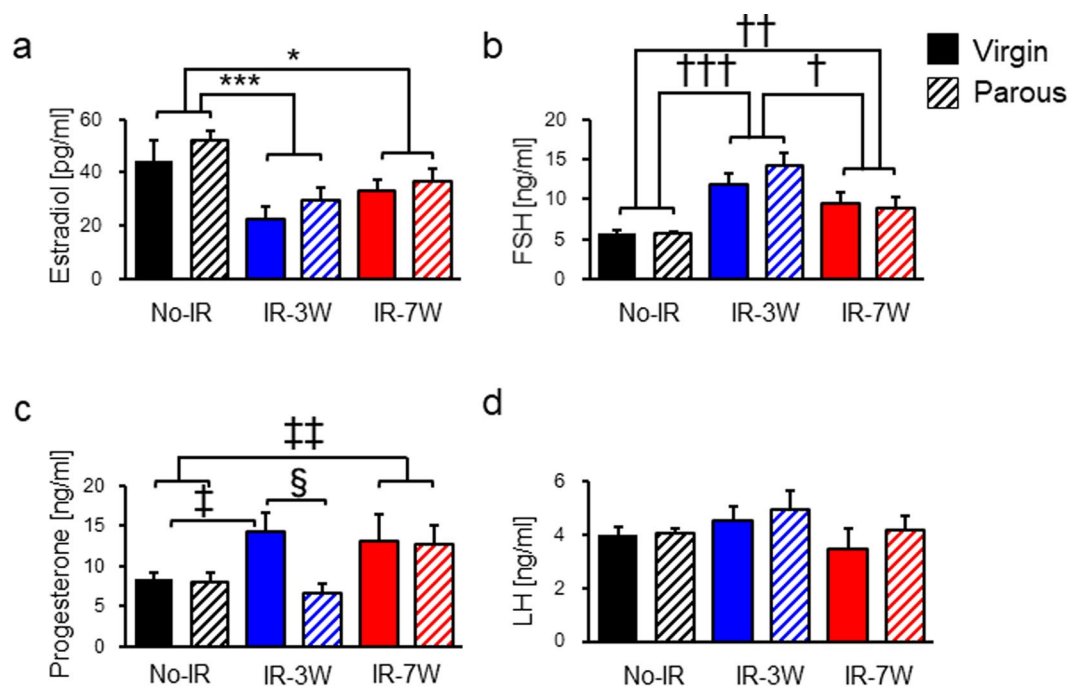 a
*
***
Estradiol [pg/ml]
60
40
20
0
No-IR
IR-3W
IR-7W
b
††
†††
†
FSH [ng/ml]
20
15
10
5
0
No-IR
IR-3W
IR-7W
Virgin
Parous
c
‡‡
‡
§
Progesterone [ng/ml]
20
15
10
5
0
No-IR
IR-3W
IR-7W
d
LH [ng/ml]
6
4
2
0
No-IR
IR-3W
IR-7W